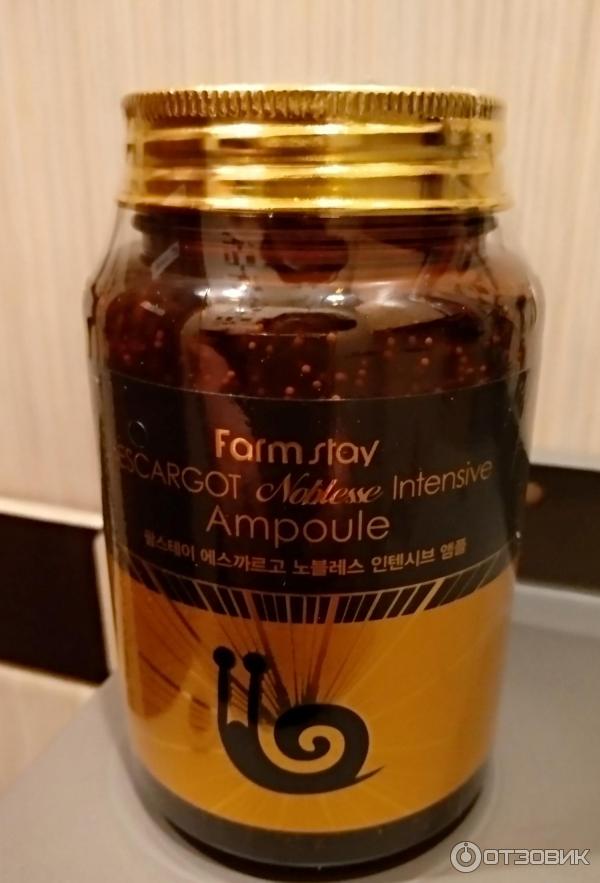 Farmstay
ESCARGOT Noblesse Intensive
Ampoule
팜스테이 에스까르고 노블레스 인텐시브 앰플
ОТЗОВИК